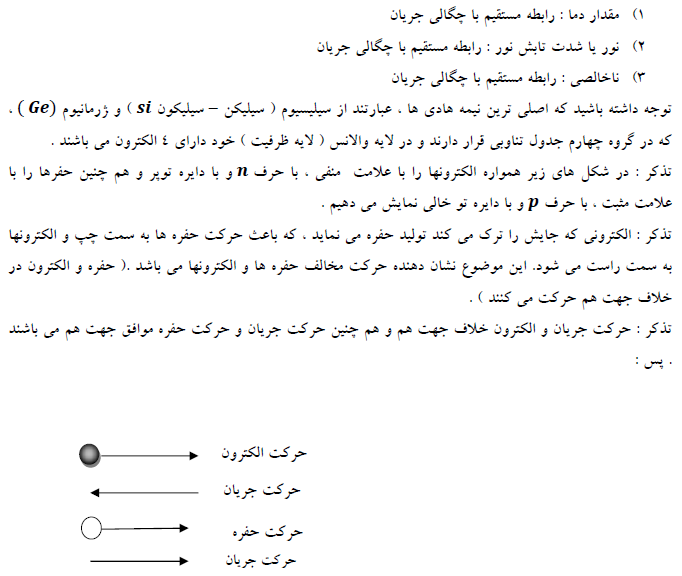 ۱) مقدار دما : رابطه مستقیم با چگالی جریان
۲) نور یا شدت تابش نور : رابطه مستقیم با چگالی جریان
۳) ناخالصی : رابطه مستقیم با چگالی جریان
توجه داشته باشید که اصلی ترین نیمه هادی ها ، عبارتند از سیلیسیوم ( سیلیکن – سیلیکون si ) و ژرمانیوم (Ge) ،
که در گروه چهارم جدول تناوبی قرار دارند و در لایه والانس ( لایه ظرفیت ) خود دارای ٤ الکترون می باشند .
تذکر : در شکل های زیر همواره الکترونها را با علامت منفی ، با حرف n و با دایره توپر و هم چنین حفرها را با
علامت مثبت ، با حرف p و با دایره تو خالی نمایش می دهیم .
تذکر : الکترونی که جایش را ترک می کند تولید حفره می نماید ، که باعث حرکت حفره ها به سمت چپ و الکترونها
به سمت راست می شود. این موضوع نشان دهنده حرکت مخالف حفره ها و الکترونها می باشد .( حفره و الکترون در
خلاف جهت هم حرکت می کنند ) .
تذکر : حرکت جریان و الکترون خلاف جهت هم و هم چنین حرکت جریان و حرکت حفره موافق جهت هم می باشند
. پس :
حرکت الکترون
حرکت جریان
حرکت حفره
حرکت جریان